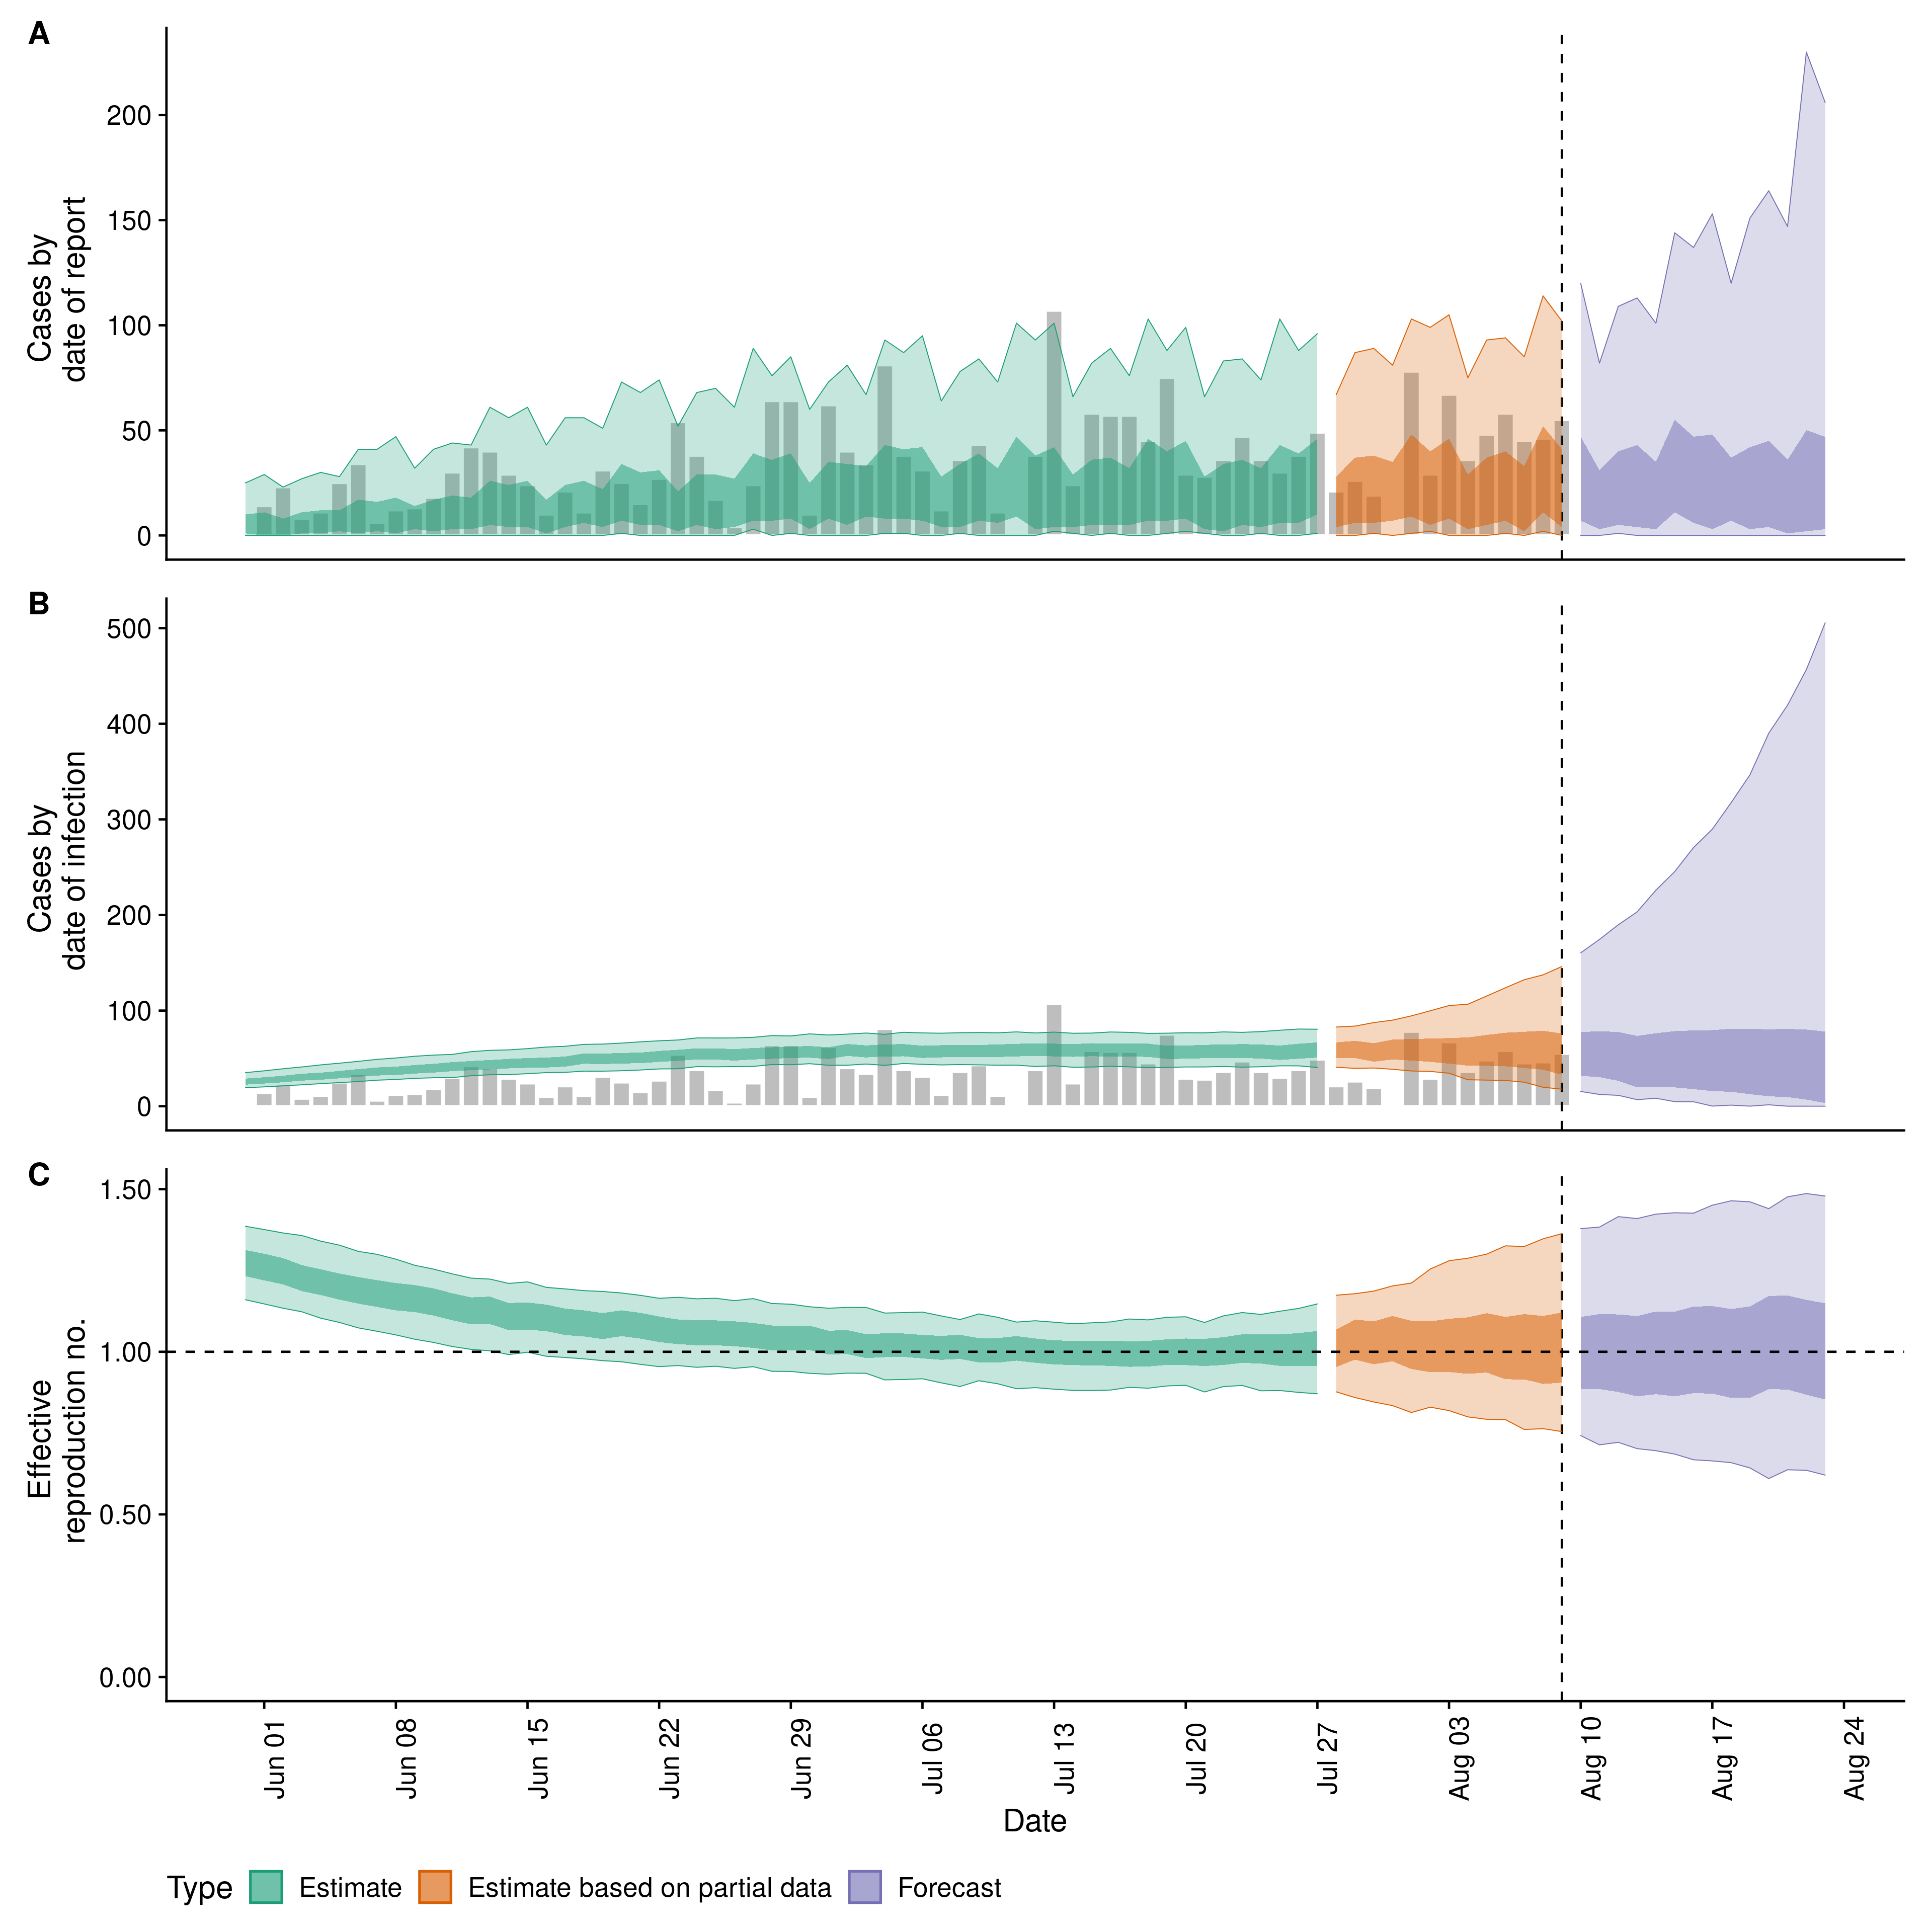 A
Cases by
date of report
200
150
100
50
0
B
Cases by
date of infection
500
400
300
200
100
0
C
Effective
reproduction no.
1.50
1.00
0.50
0.00
Jun 01
Jun 08
Jun 15
Jun 22
Jun 29
Jul 06
Jul 13
Jul 20
Jul 27
Aug 03
Aug 10
Aug 17
Aug 24
Date
Type Estimate Estimate based on partial data Forecast